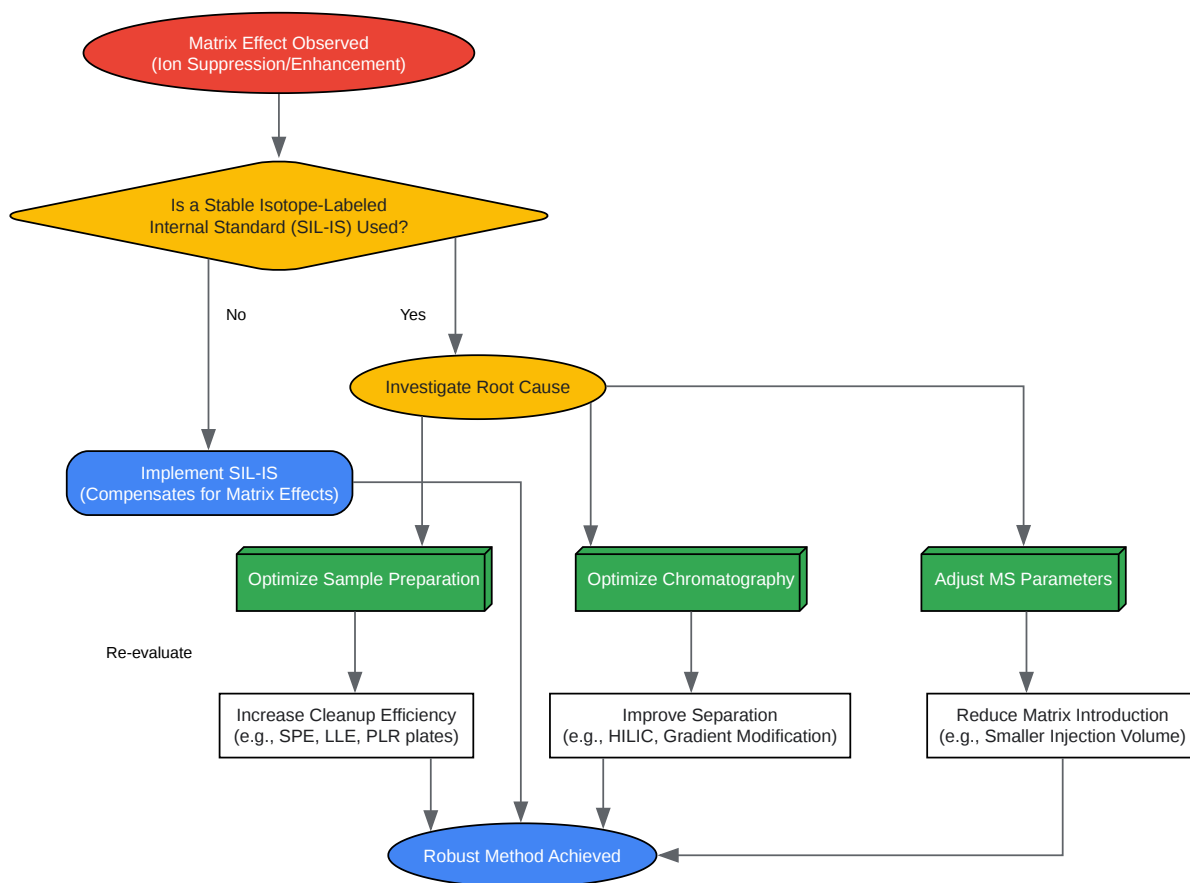 Matrix Effect Observed
(Ion Suppression/Enhancement)
Is a Stable Isotope-Labeled
Internal Standard (SIL-IS) Used?
No
Yes
Investigate Root Cause
Implement SIL-IS
(Compensates for Matrix Effects)
Optimize Sample Preparation
Optimize Chromatography
Adjust MS Parameters
Re-evaluate
Increase Cleanup Efficiency
(e.g., SPE, LLE, PLR plates)
Improve Separation
(e.g., HILIC, Gradient Modification)
Reduce Matrix Introduction
(e.g., Smaller Injection Volume)
Robust Method Achieved